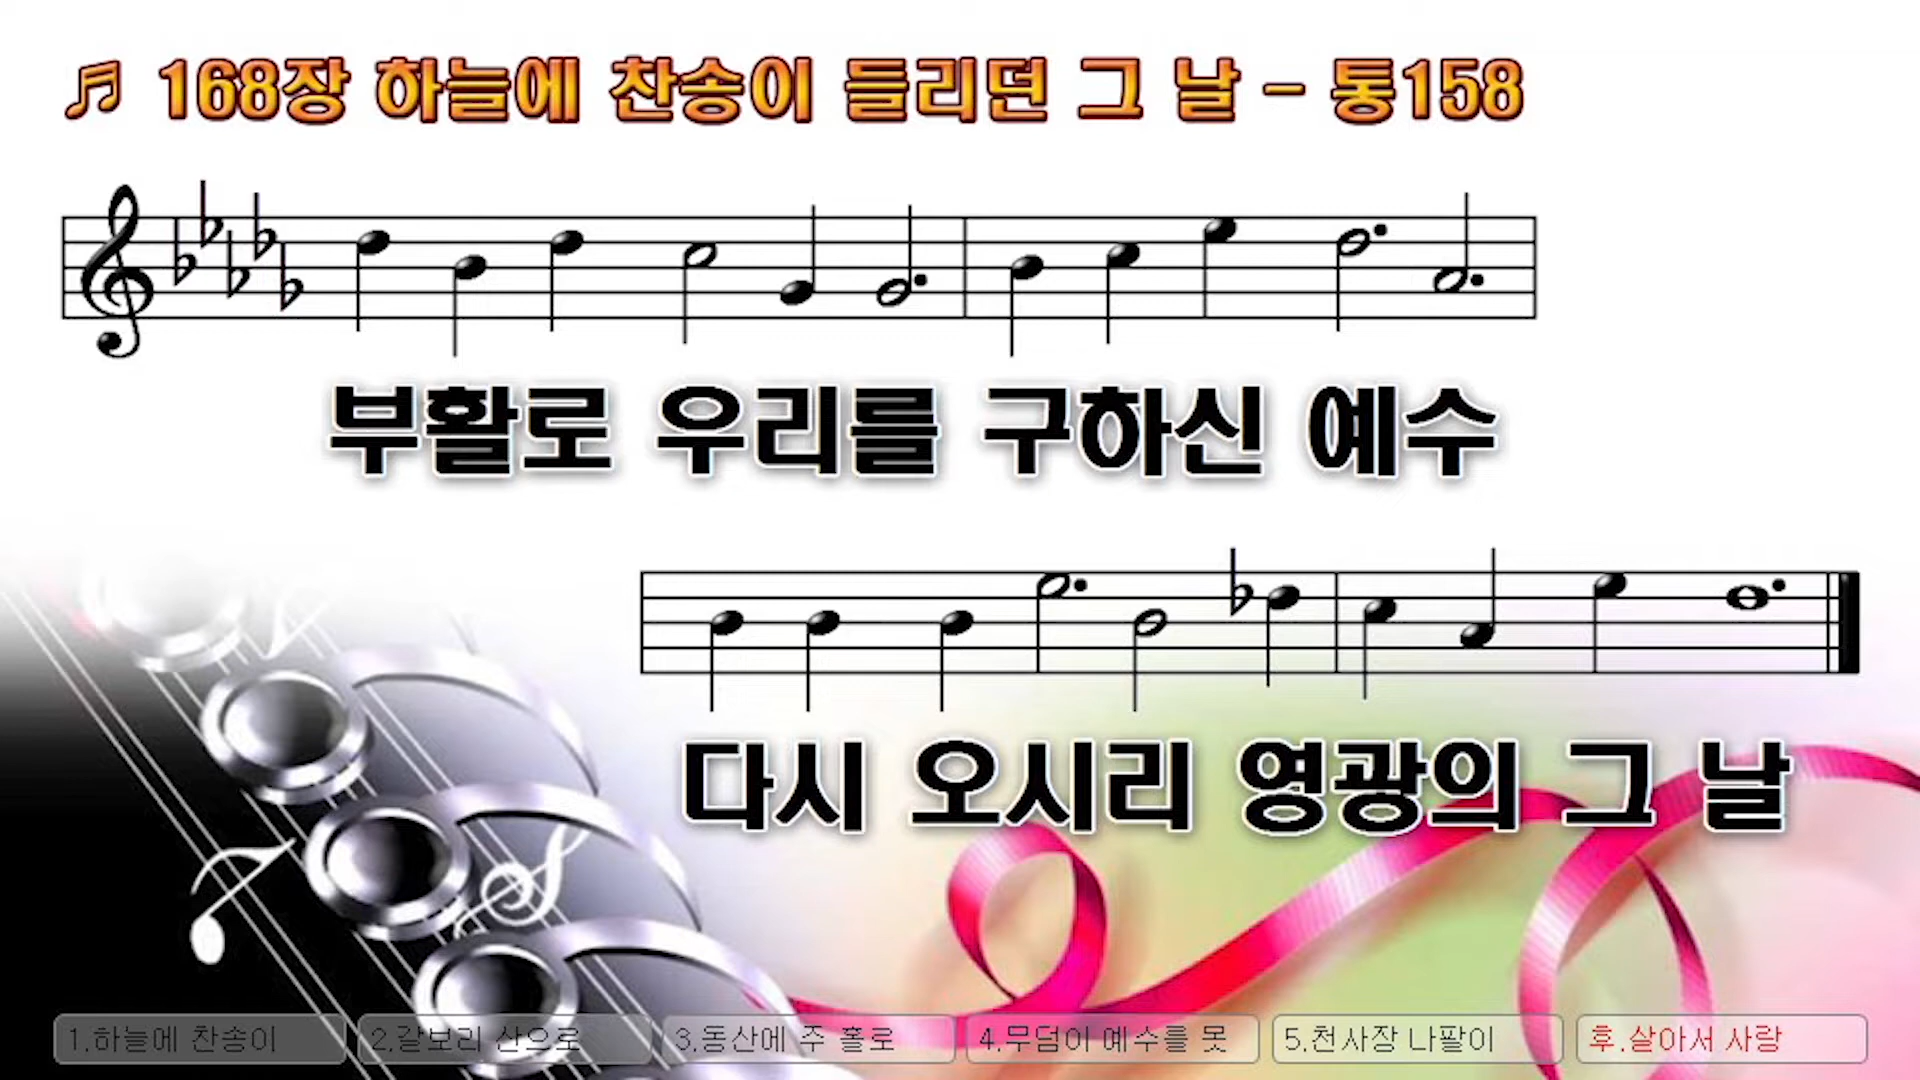 168장 하늘에 찬송이 들리던 그 날 - 통158
부활로 우리를 구하신 예수
다시 오시리 영광의 그 날
1.하늘에 찬송이 2.갈보리 산으로 3.동산에 주 홀로 4.무덤이 예수를 못 5.천사장 나팔이 후.살아서 사랑